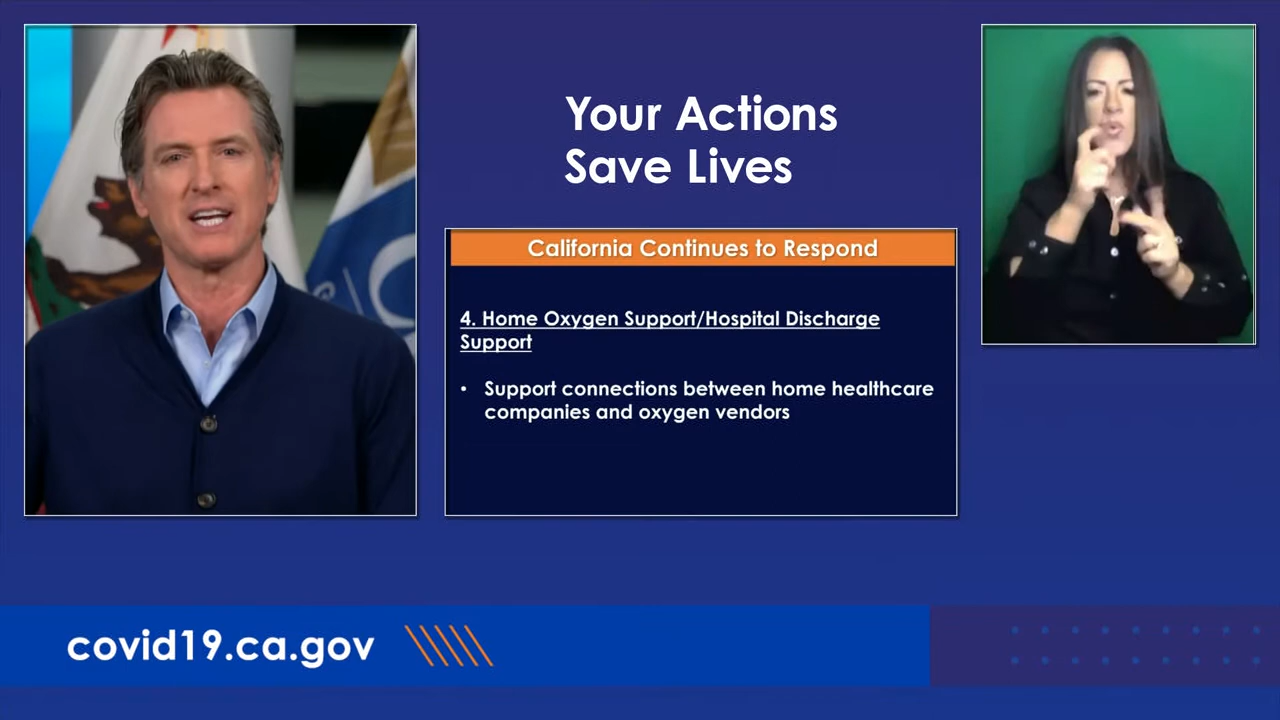 Your Actions
Save Lives
California Continues to Respond
4. Home Oxygen Support/Hospital Discharge
Support
• Support connections between home healthcare
companies and oxygen vendors
covid19.ca.gov